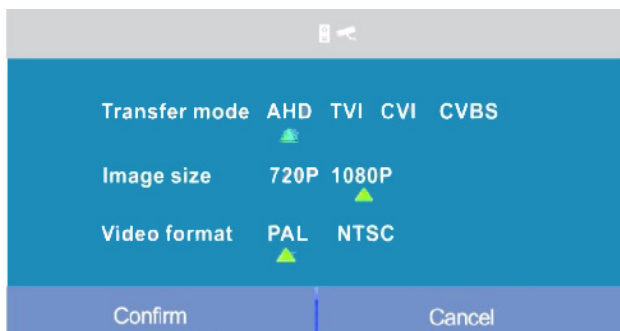 Transfer mode AHD TVI CVI CVBS
Image size 720P 1080P
Video format PAL NTSC
Confirm Cancel